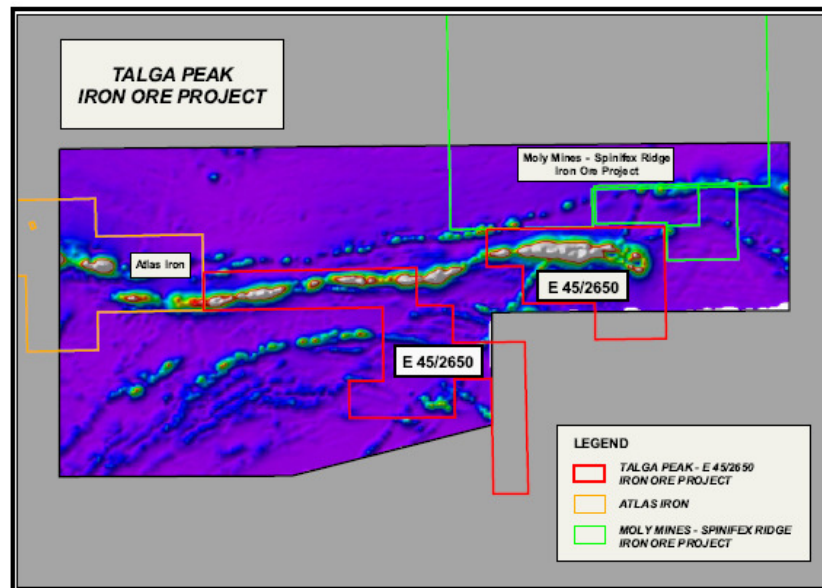 TALGA PEAK
IRON ORE PROJECT
Moly Mines - Spinifex Ridge
Iron Ore Project
Atlas Iron
E 45/2650
E 45/2650
LEGEND
TALGA PEAK - E 45/2650
IRON ORE PROJECT
ATLAS IRON
MOLY MINES - SPINIFEX RIDGE
IRON ORE PROJECT